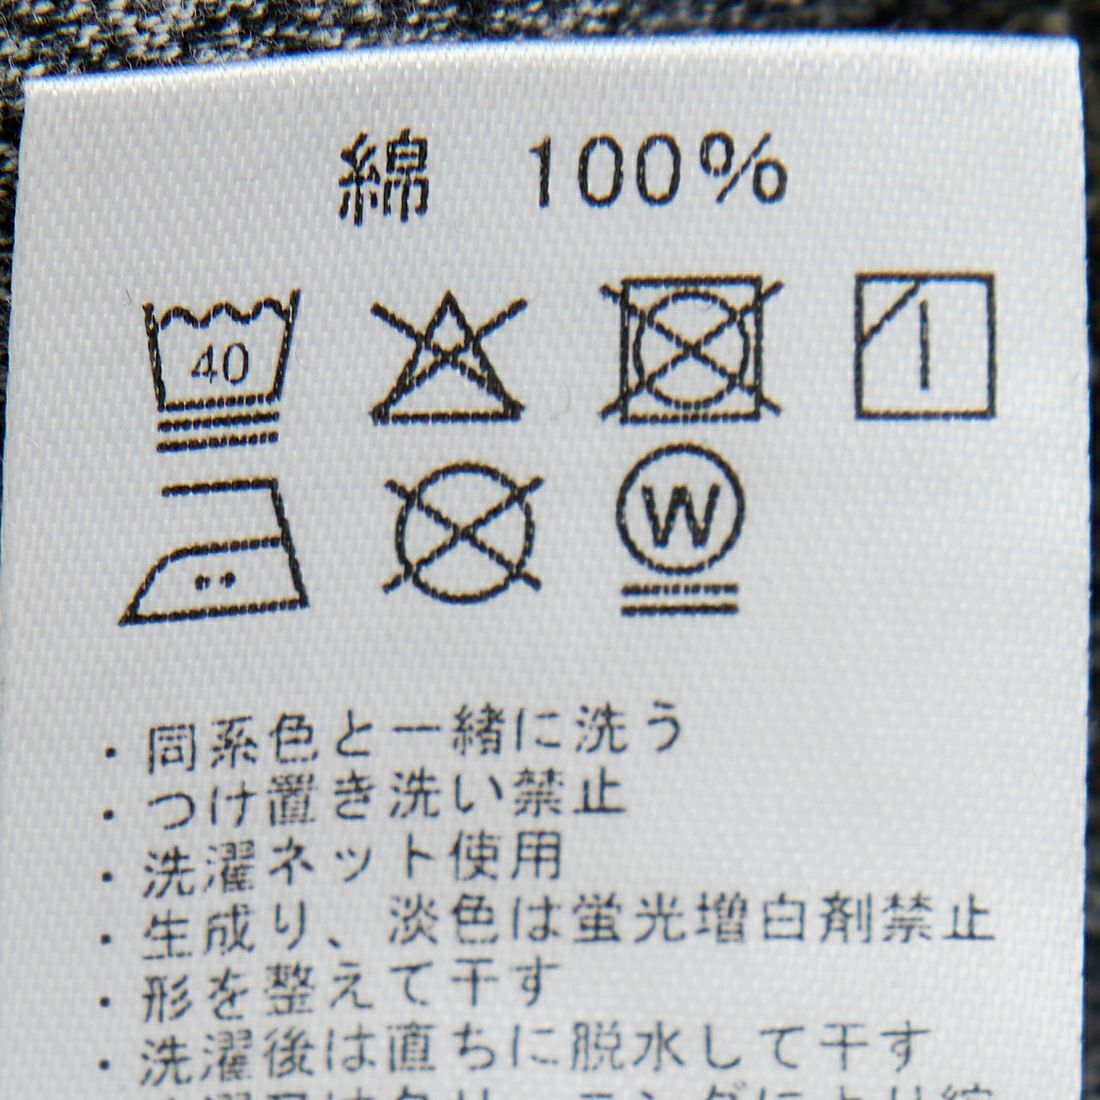 綿 100%
40
W
・同系色と一緒に洗う
・つけ置き洗い禁止
・洗濯ネット使用
・生成り、淡色は蛍光増白剤禁止
・形を整えて干す
・洗濯後は直ちに脱水して干す